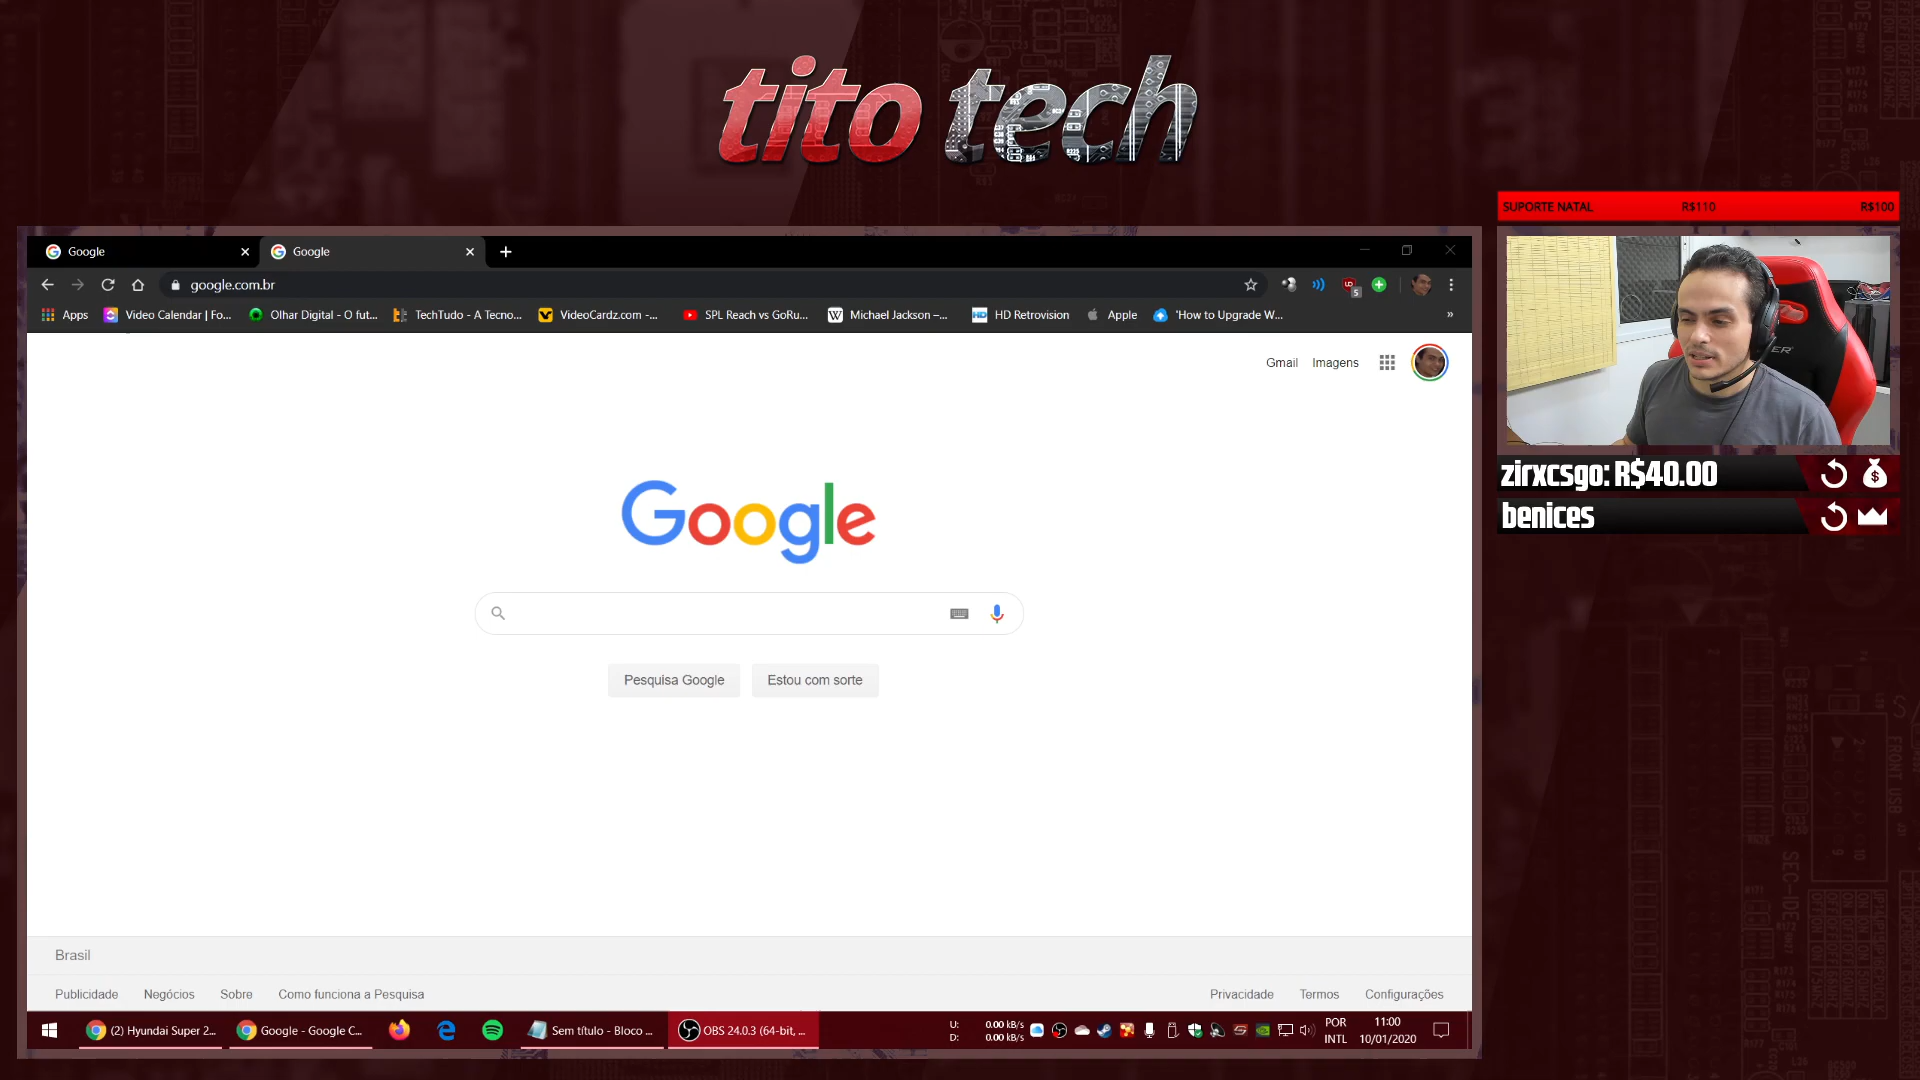 tito tech
SUPORTE NATAL R$110 R$100
Google Google
google.com.br
Apps Video Calendar | Fo... Olhar Digital - O fut... TechTudo - A Tecno... VideoCardz.com -... SPL Reach vs GoRu... Michael Jackson –... HD Retrovision Apple 'How to Upgrade W... »
Gmail Imagens
Google
Pesquisa Google Estou com sorte
zirxcsgo: R$40.00
benices
Brasil
Publicidade Negócios Sobre Como funciona a Pesquisa Privacidade Termos Configurações
(2) Hyundai Super 2... Google - Google C... Sem título - Bloco ... OBS 24.0.3 (64-bit, ...
U: 0.00 kB/s
D: 0.00 kB/s
POR
INTL
11:00
10/01/2020